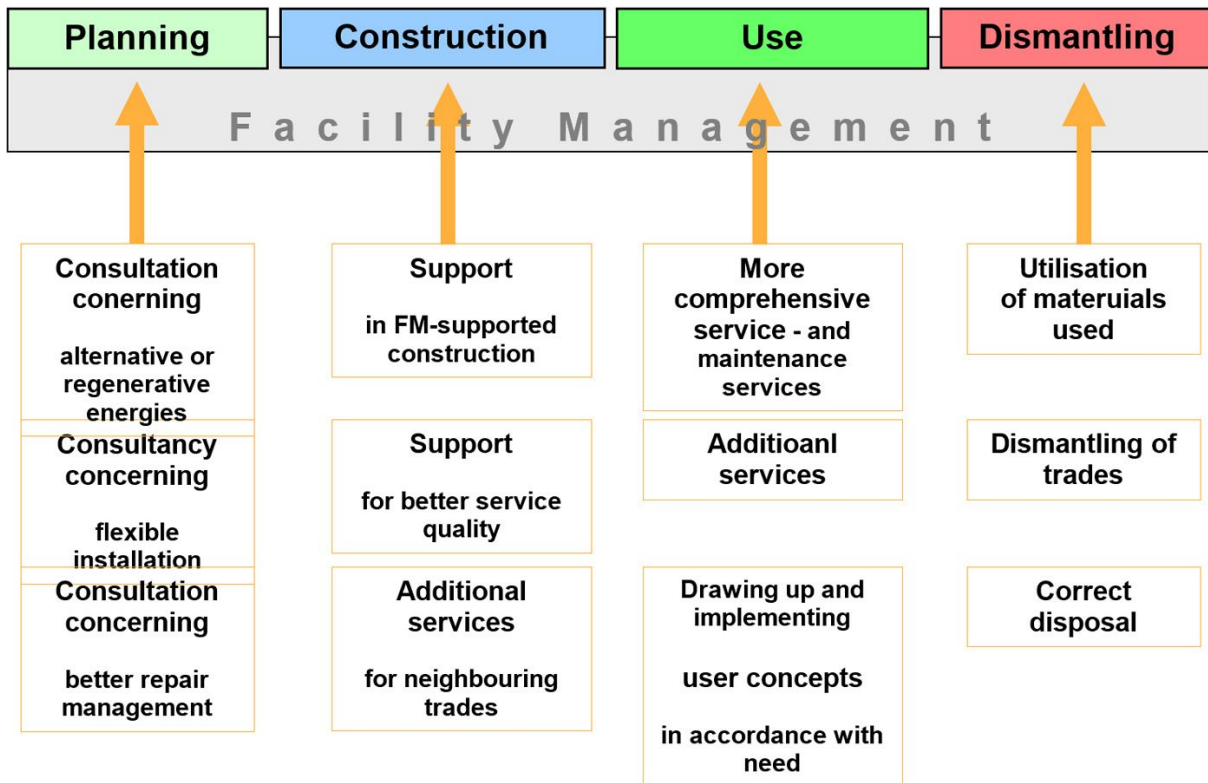 Planning
Construction
Use
Dismantling
Facility Management
Consultation
conerning
alternative or
regenerative
energies
Consultancy
concerning
flexible
installation
Consultation
concerning
better repair
management
Support
in FM-supported
construction
Support
for better service
quality
Additional
services
for neighbouring
trades
More
comprehensive
service - and
maintenance
services
Additioanl
services
Drawing up and
implementing
user concepts
in accordance with
need
Utilisation
of materuials
used
Dismantling of
trades
Correct
disposal